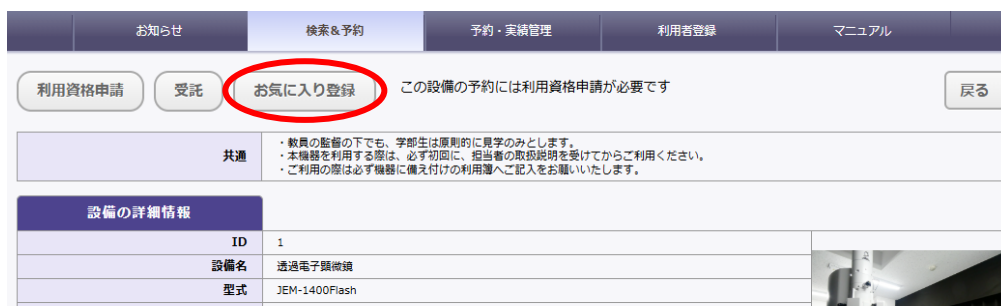 お知らせ 検索&予約 予約・実績管理 利用者登録 マニュアル
利用資格申請 受託 お気に入り登録 この設備の予約には利用資格申請が必要です 戻る
共通
・教員の監督の下でも、学部生は原則的に見学のみとします。
・本機器を利用する際は、必ず初回に、担当者の取扱説明を受けてからご利用ください。
・ご利用の際は必ず機器に備え付けの利用簿へご記入をお願いいたします。
設備の詳細情報
ID 1
設備名 透過電子顕微鏡
型式 JEM-1400Flash